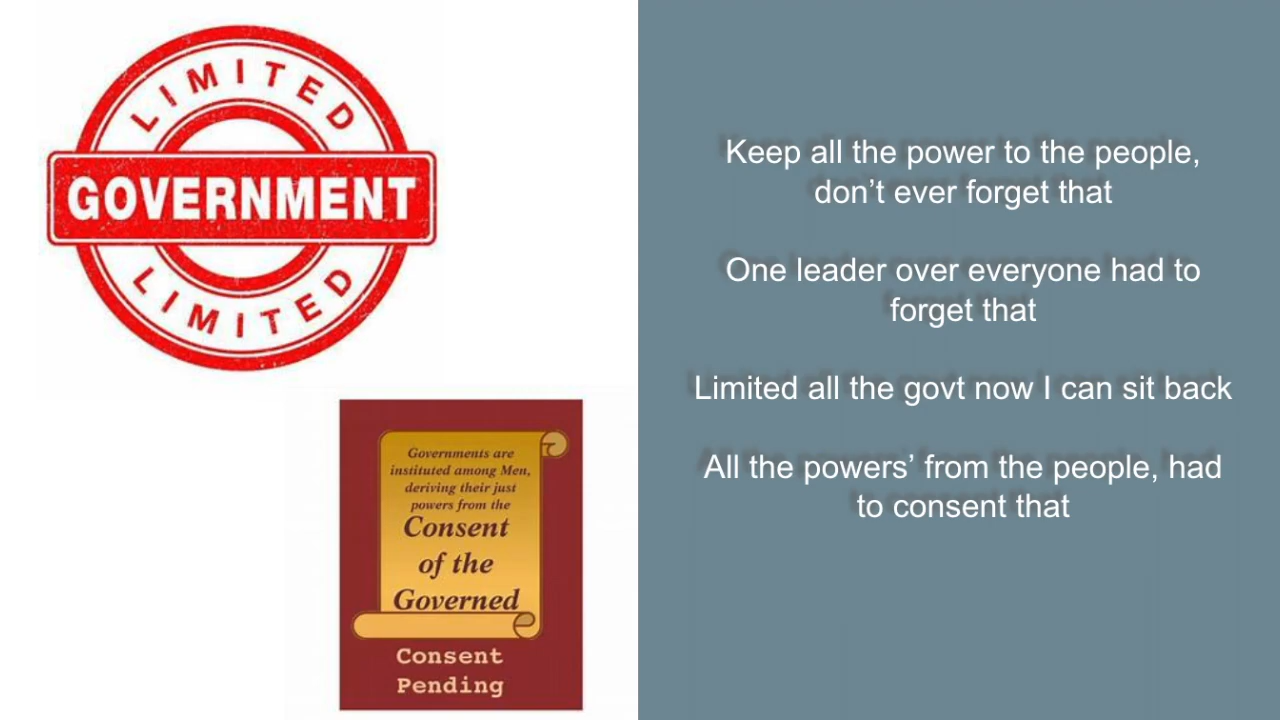 LIMITED
GOVERNMENT
LIMITED
Governments are
instituted among Men,
deriving their just
powers from the
Consent
of the
Governed
Consent
Pending
Keep all the power to the people,
don’t ever forget that
One leader over everyone had to
forget that
Limited all the govt now I can sit back
All the powers’ from the people, had
to consent that